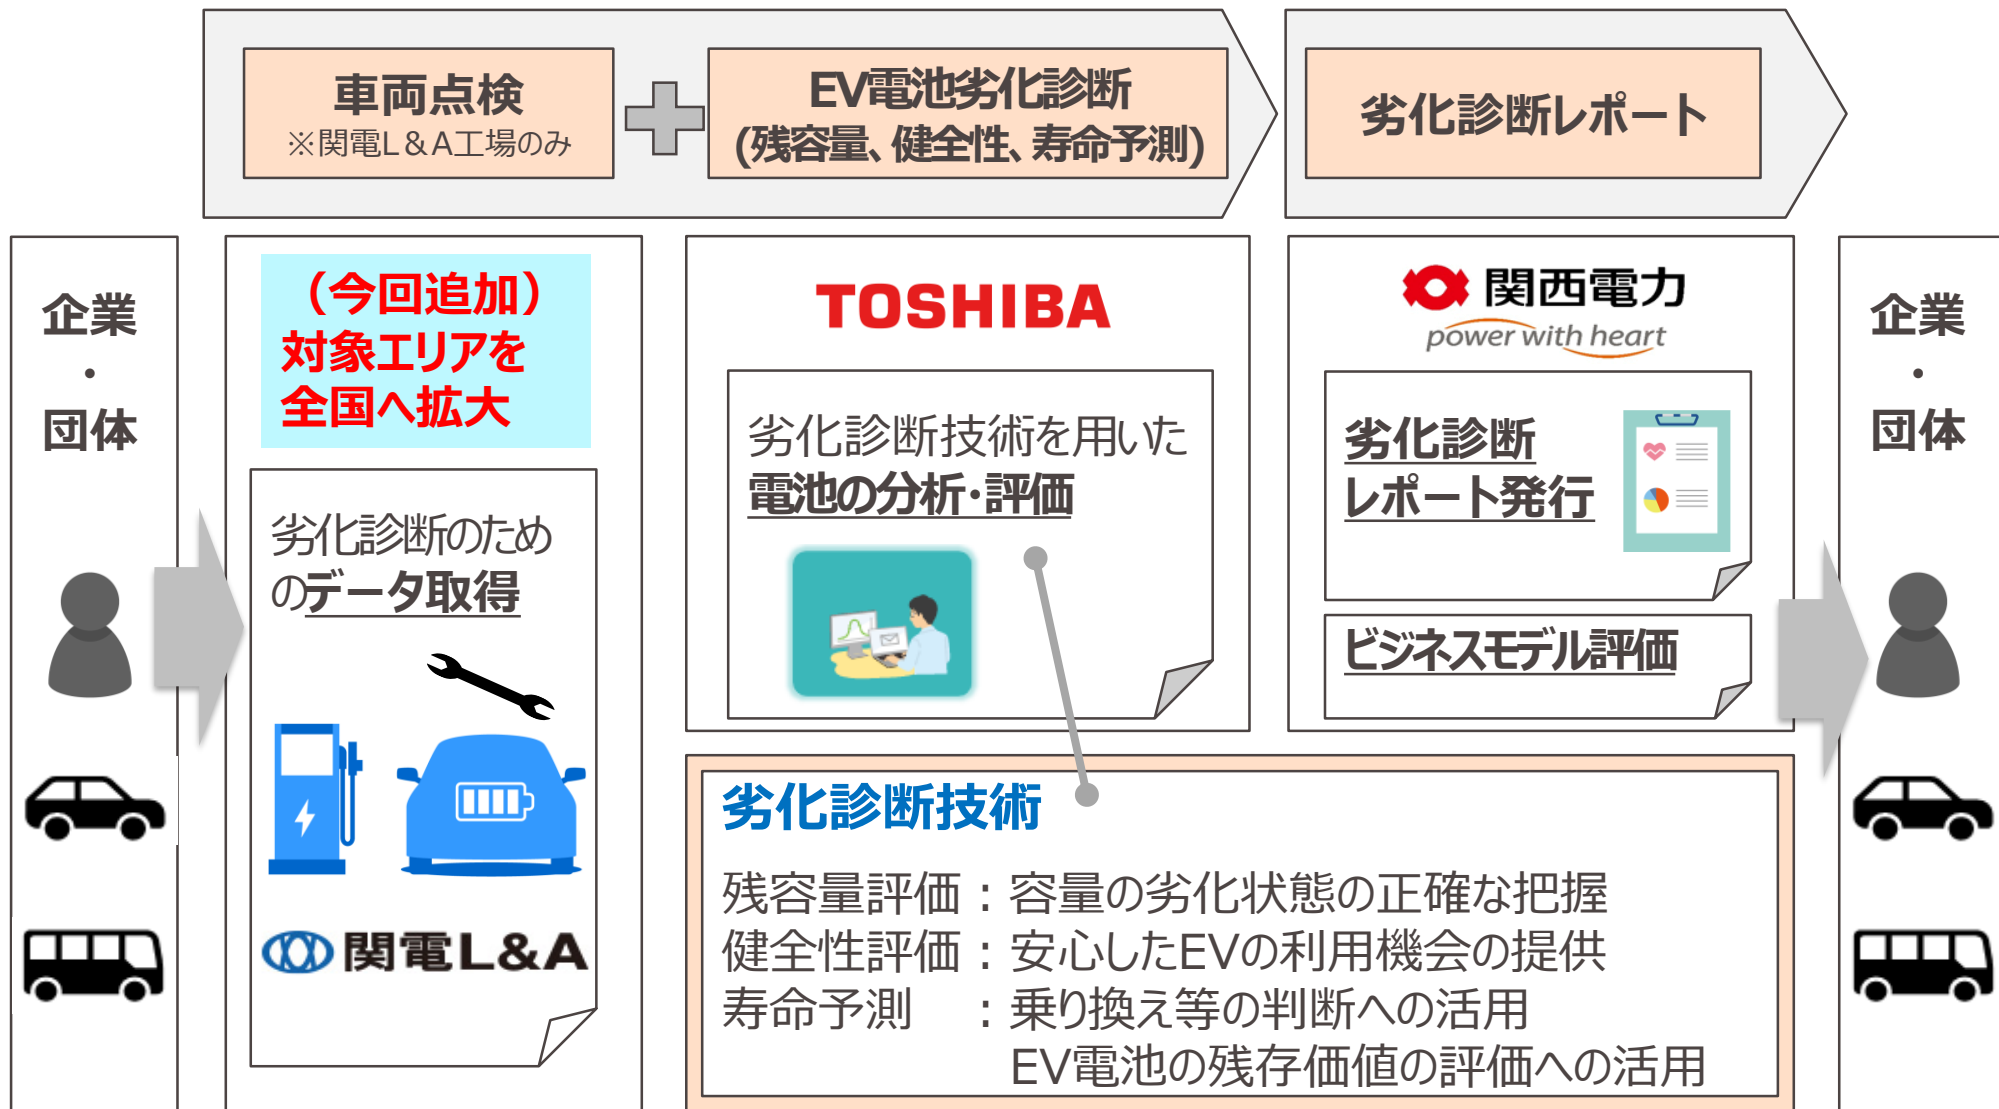 車両点検
※関電L&A工場のみ
EV電池劣化診断
(残容量、健全性、寿命予測)
劣化診断レポート
企業
・
団体
（今回追加）
対象エリアを
全国へ拡大
劣化診断のため
のデータ取得
関電L&A
TOSHIBA
劣化診断技術を用いた
電池の分析・評価
関西電力
power with heart
劣化診断
レポート発行
ビジネスモデル評価
劣化診断技術
残容量評価：容量の劣化状態の正確な把握
健全性評価：安心したEVの利用機会の提供
寿命予測　：乗り換え等の判断への活用
EV電池の残存価値の評価への活用
企業
・
団体